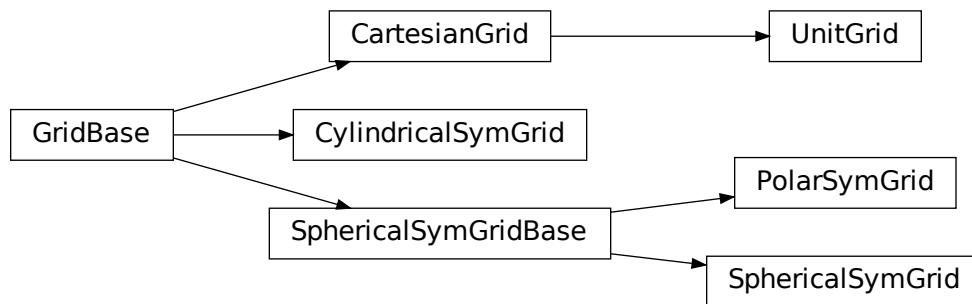 CartesianGrid
UnitGrid
GridBase
CylindricalSymGrid
PolarSymGrid
SphericalSymGridBase
SphericalSymGrid